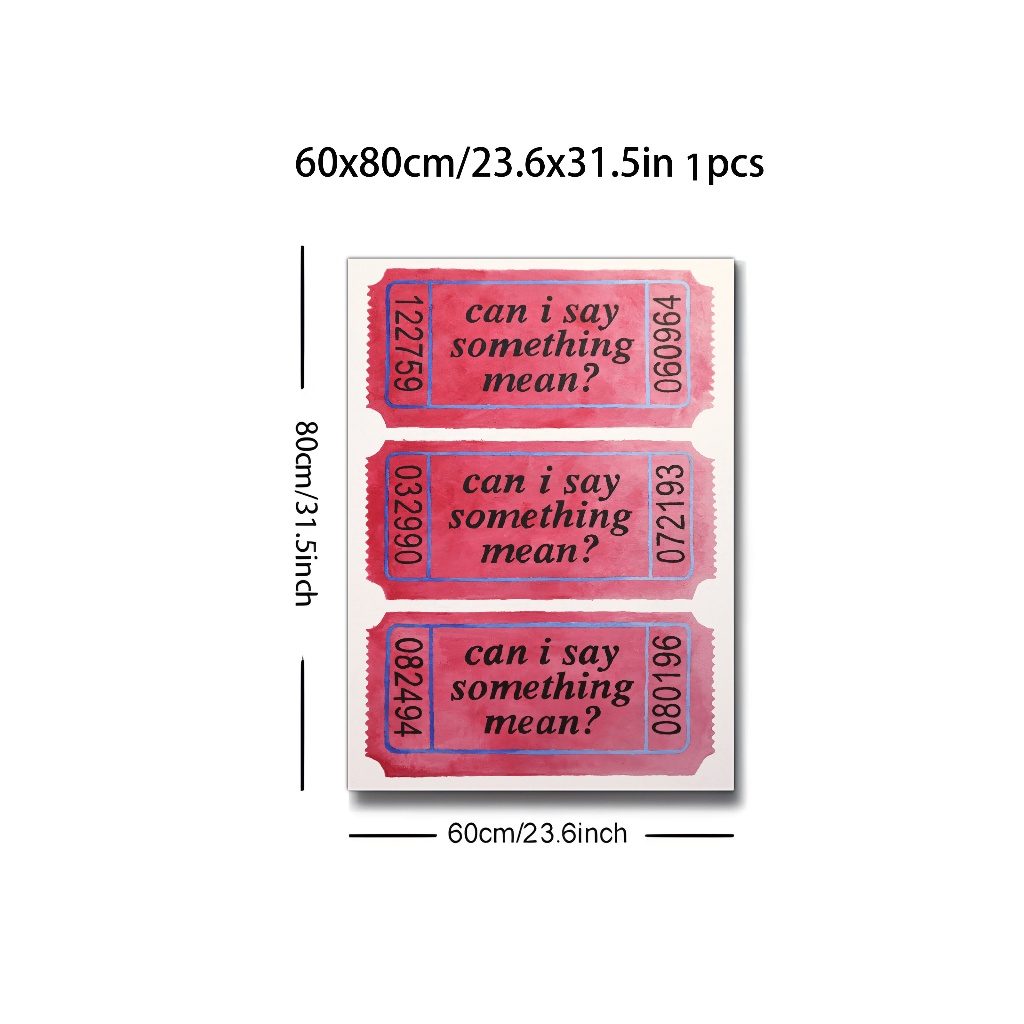 60x80cm/23.6x31.5in 1pcs
80cm/31.5inch
122759
can i say
something
mean?
060964
032990
can i say
something
mean?
072193
082494
can i say
something
mean?
080196
60cm/23.6inch